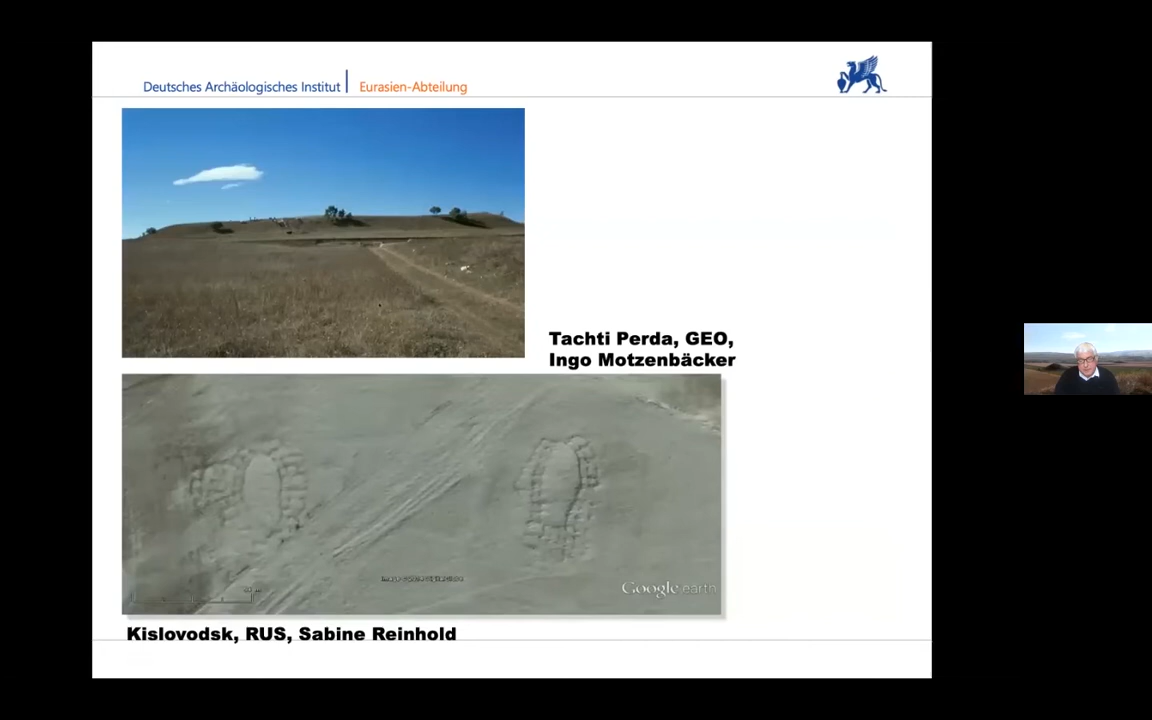 Deutsches Archäologisches Institut Eurasien-Abteilung
Tachti Perda, GEO,
Ingo Motzenbäcker
Google earth
Kislovodsk, RUS, Sabine Reinhold